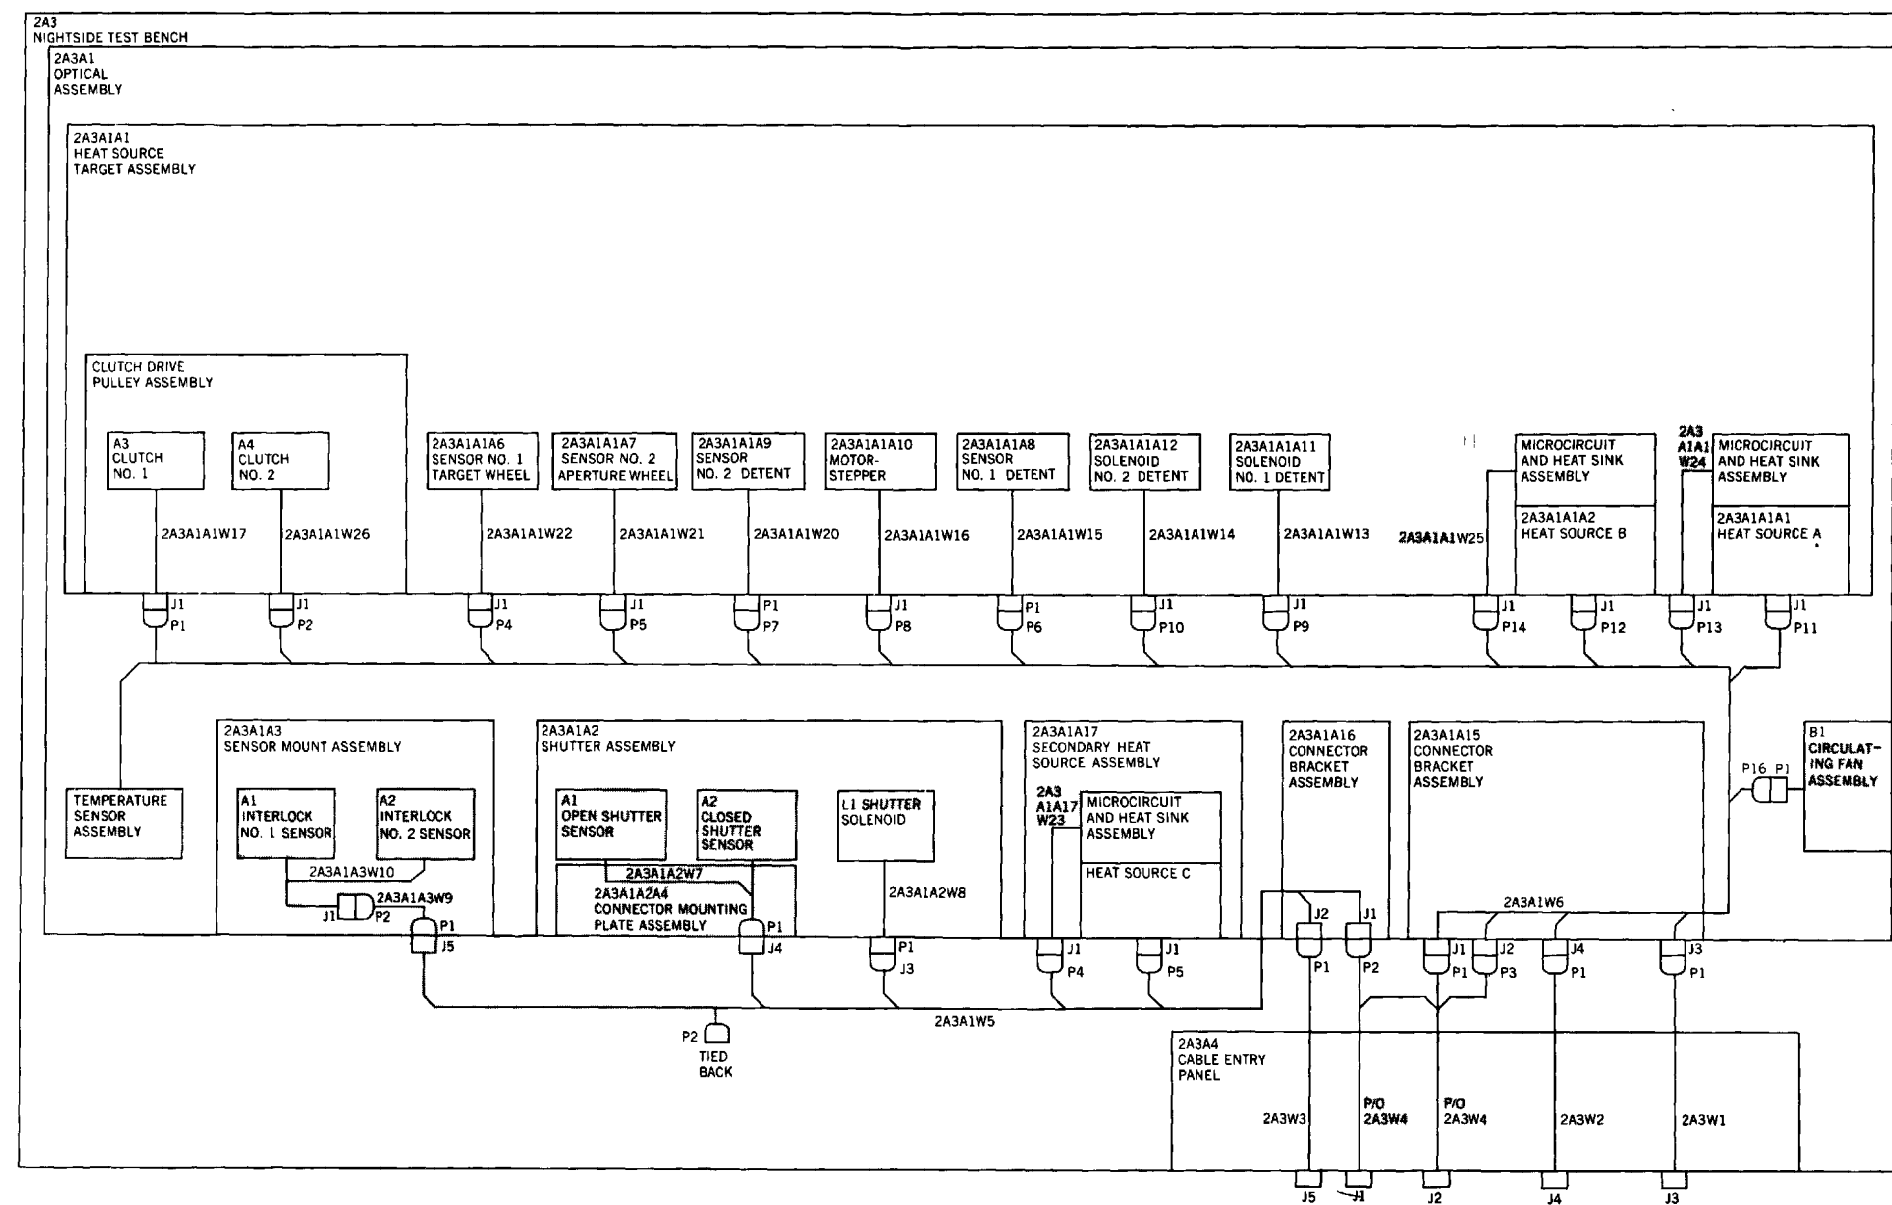 2A3
NIGHTSIDE TEST BENCH
2A3A1
OPTICAL
ASSEMBLY
2A3A1A1
HEAT SOURCE
TARGET ASSEMBLY
CLUTCH DRIVE
PULLEY ASSEMBLY
A3
CLUTCH
NO. 1
A4
CLUTCH
NO. 2
2A3A1A1A6
SENSOR NO. 1
TARGET WHEEL
2A3A1A1A7
SENSOR NO. 2
APERTURE WHEEL
2A3A1A1A9
SENSOR
NO. 2 DETENT
2A3A1A1A10
MOTOR-
STEPPER
2A3A1A1A8
SENSOR
NO. 1 DETENT
2A3A1A1A12
SOLENOID
NO. 2 DETENT
2A3A1A1A11
SOLENOID
NO. 1 DETENT
MICROCIRCUIT
AND HEAT SINK
ASSEMBLY
2A3A1A1A2
HEAT SOURCE B
2A3
A1A1
W24
MICROCIRCUIT
AND HEAT SINK
ASSEMBLY
2A3A1A1A1
HEAT SOURCE A
2A3A1A1W17
2A3A1A1W26
2A3A1A1W22
2A3A1A1W21
2A3A1A1W20
2A3A1A1W16
2A3A1A1W15
2A3A1A1W14
2A3A1A1W13
2A3A1A1W25
J1
P1
J1
P2
J1
P4
J1
P5
P1
P7
J1
P8
P1
P6
J1
P10
J1
P9
J1
P14
J1
P12
J1
P13
J1
P11
TEMPERATURE
SENSOR
ASSEMBLY
2A3A1A3
SENSOR MOUNT ASSEMBLY
A1
INTERLOCK
NO. 1 SENSOR
A2
INTERLOCK
NO. 2 SENSOR
2A3A1A3W10
2A3A1A3W9
J1
P2
P1
J5
2A3A1A2
SHUTTER ASSEMBLY
A1
OPEN SHUTTER
SENSOR
A2
CLOSED
SHUTTER
SENSOR
L1 SHUTTER
SOLENOID
2A3A1A2W7
2A3A1A2A4
CONNECTOR MOUNTING
PLATE ASSEMBLY
2A3A1A2W8
P1
J4
P1
J3
2A3A1A17
SECONDARY HEAT
SOURCE ASSEMBLY
2A3
A1A17
W23
MICROCIRCUIT
AND HEAT SINK
ASSEMBLY
HEAT SOURCE C
J1
P4
J1
P5
2A3A1A16
CONNECTOR
BRACKET
ASSEMBLY
J2
P1
J1
P2
2A3A1A15
CONNECTOR
BRACKET
ASSEMBLY
2A3A1W6
J1
P1
J2
P3
J4
P1
J3
P1
P16 P1
B1
CIRCULAT-
ING FAN
ASSEMBLY
2A3A1W5
P2
TIED
BACK
2A3A4
CABLE ENTRY
PANEL
2A3W3
P/O
2A3W4
P/O
2A3W4
2A3W2
2A3W1
J5
J1
J2
J4
J3